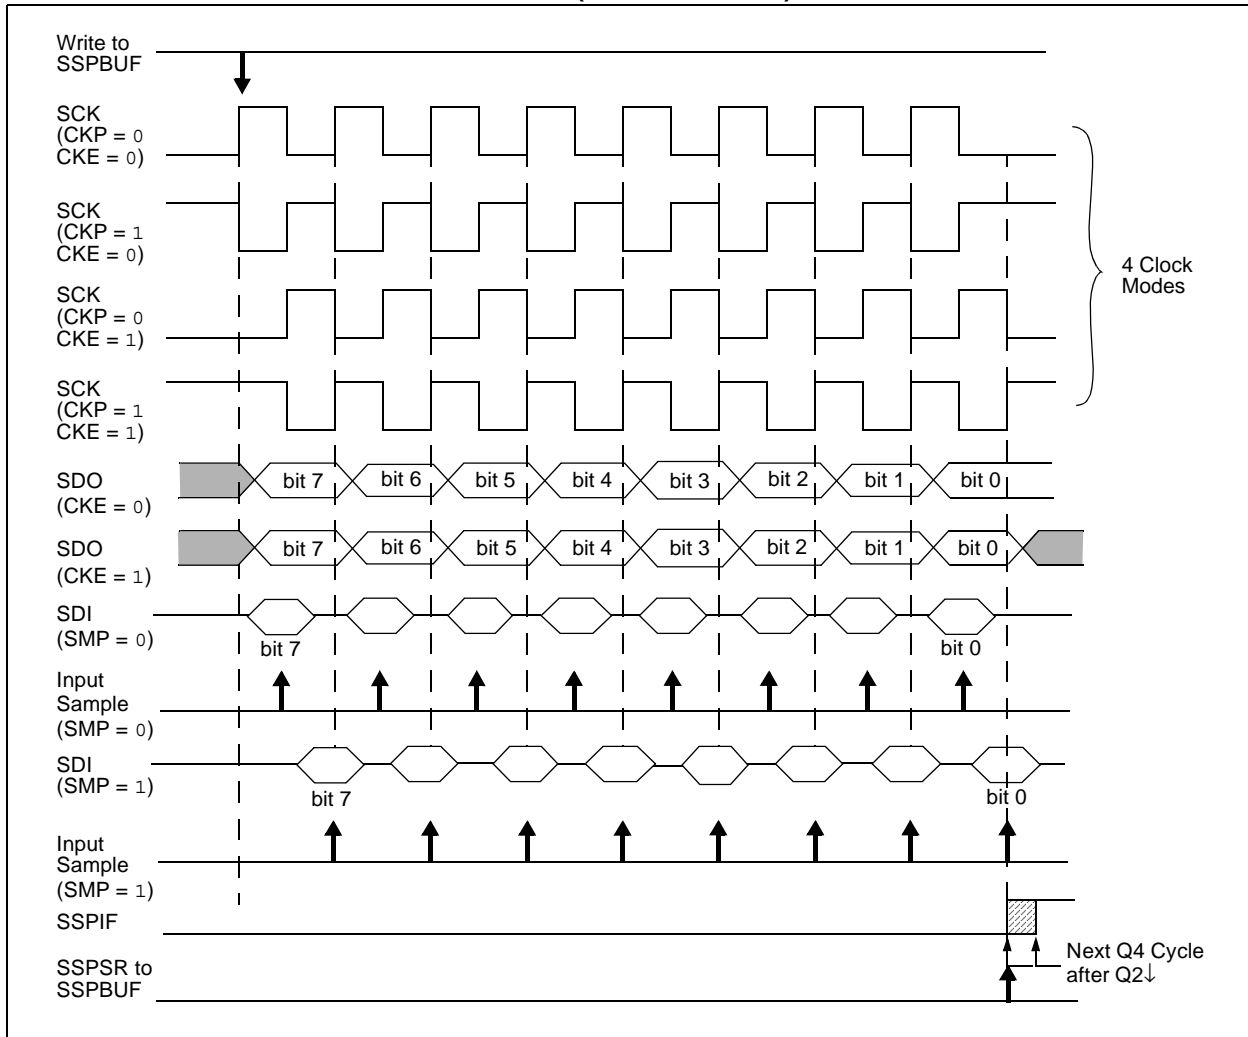 Write to
SSPBUF
SCK
(CKP = 0
CKE = 0)
SCK
(CKP = 1
CKE = 0)
SCK
(CKP = 0
CKE = 1)
SCK
(CKP = 1
CKE = 1)
4 Clock
Modes
SDO
(CKE = 0)
bit 7 bit 6 bit 5 bit 4 bit 3 bit 2 bit 1 bit 0
SDO
(CKE = 1)
bit 7 bit 6 bit 5 bit 4 bit 3 bit 2 bit 1 bit 0
SDI
(SMP = 0)
bit 7 bit 0
Input
Sample
(SMP = 0)
SDI
(SMP = 1)
bit 7 bit 0
Input
Sample
(SMP = 1)
SSPIF
Next Q4 Cycle
after Q2↓
SSPSR to
SSPBUF